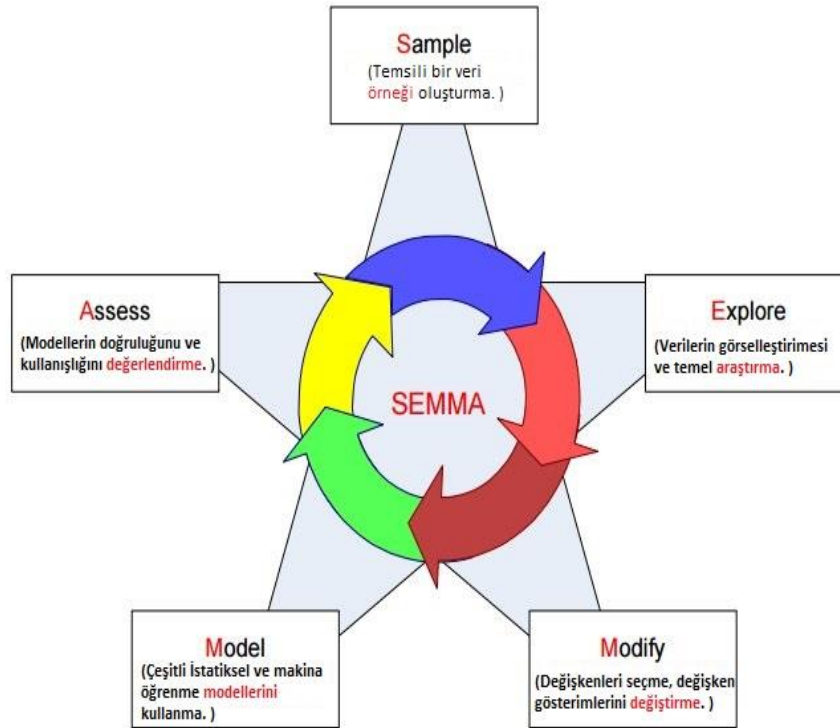 Sample
(Temsili bir veri
örneği oluşturma. )
Assess
(Modellerin doğruluğunu ve
kullanışlığını değerlendirme. )
Explore
(Verilerin görselleştirimesi
ve temel araştırma. )
SEMMA
Model
(Çeşitli İstatiksel ve makina
öğrenme modellerini
kullanma. )
Modify
(Değişkenleri seçme, değişken
gösterimlerini değiştirme. )